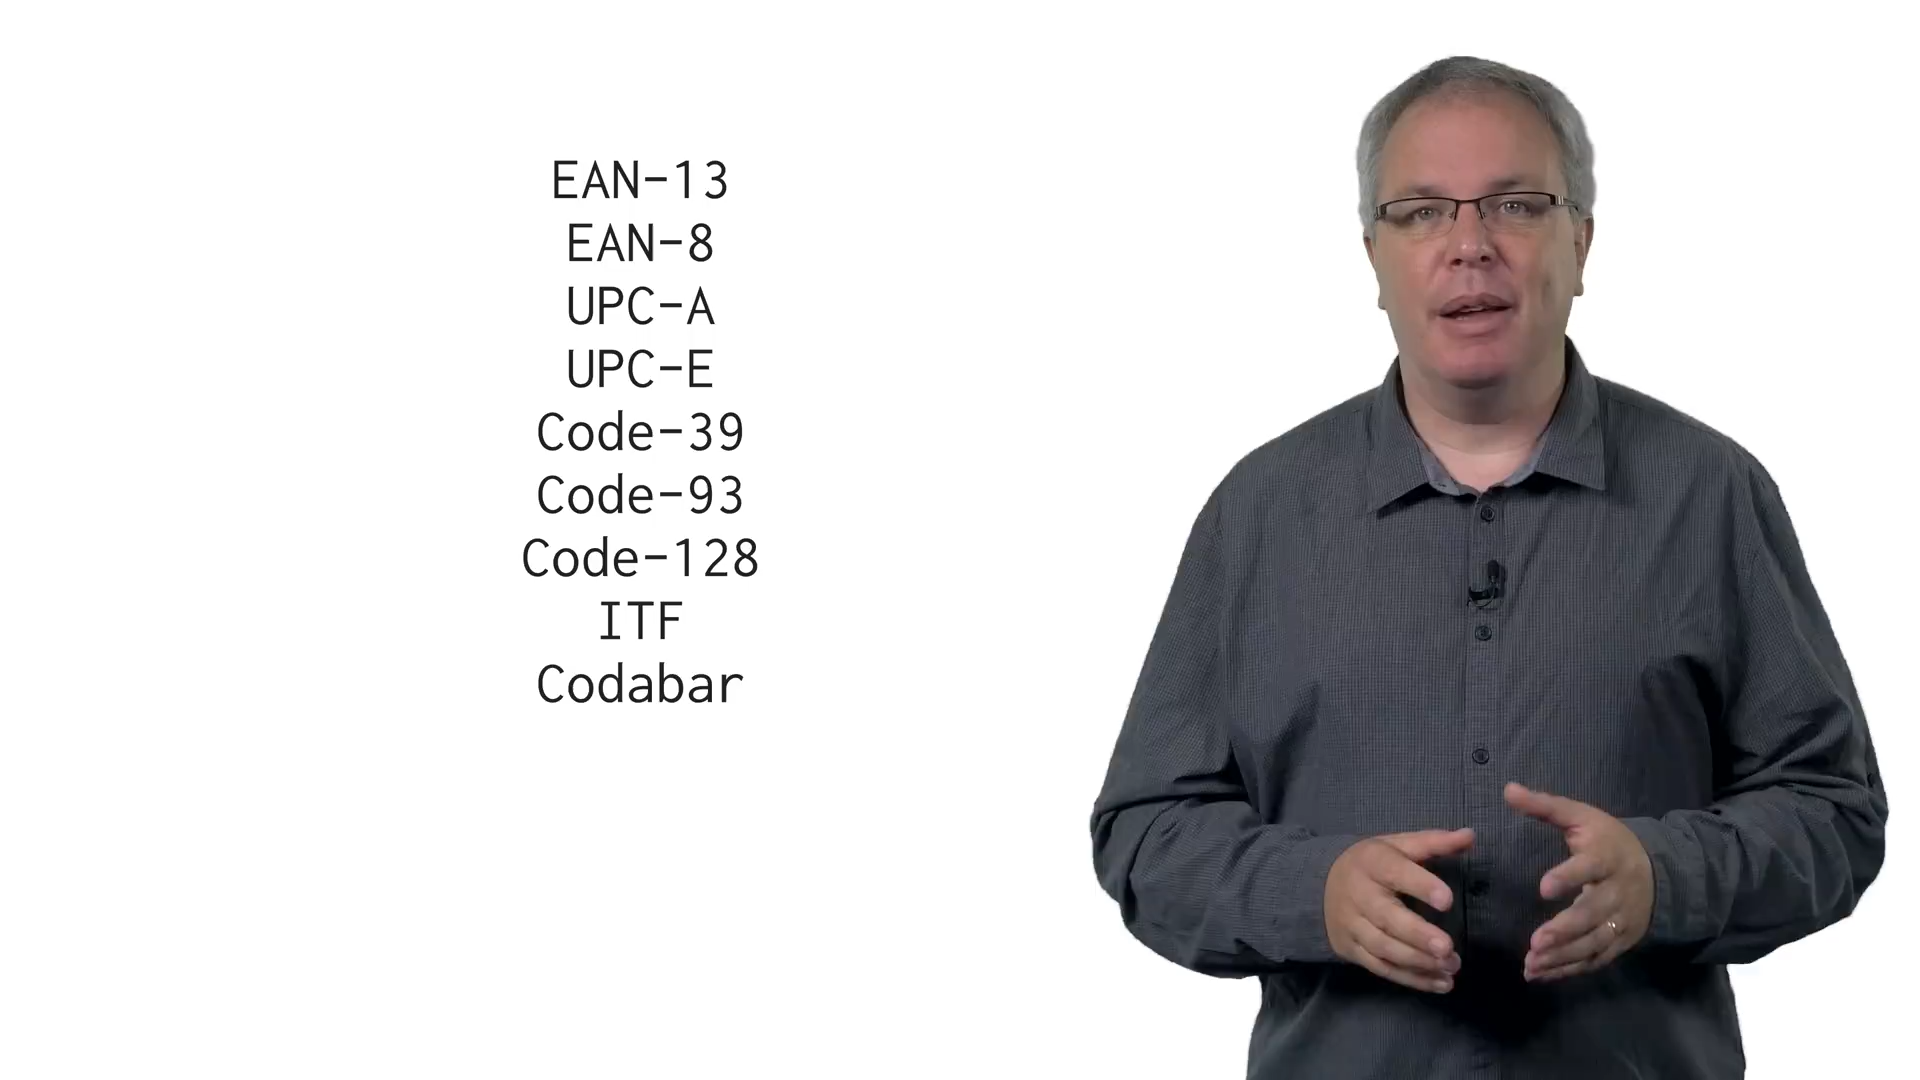 EAN-13
EAN-8
UPC-A
UPC-E
Code-39
Code-93
Code-128
ITF
Codabar